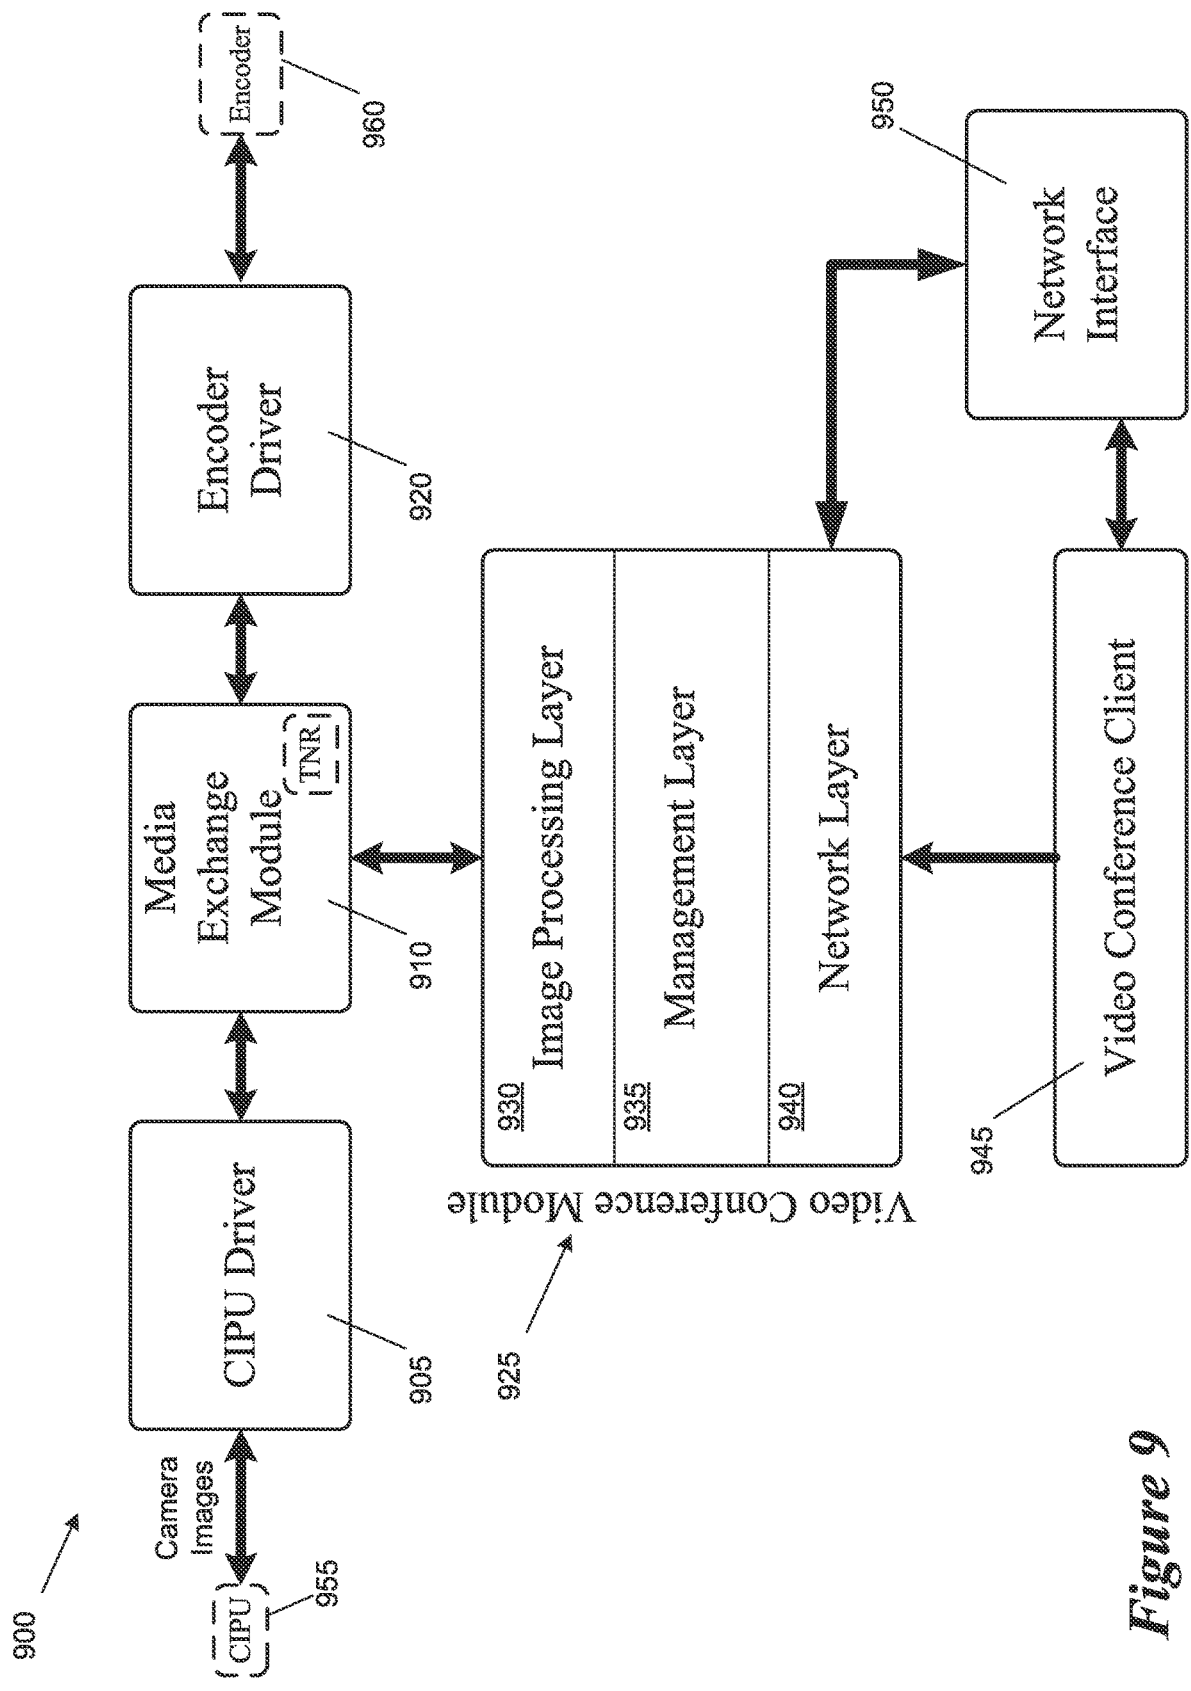 900
CIPU
955
Camera
Images
CIPU Driver
905
Media
Exchange
Module
TNR
910
Encoder
Driver
920
Encoder
960
Video Conference Module
925
930
Image Processing Layer
935
Management Layer
940
Network Layer
Video Conference Client
945
Network
Interface
950
Figure 9